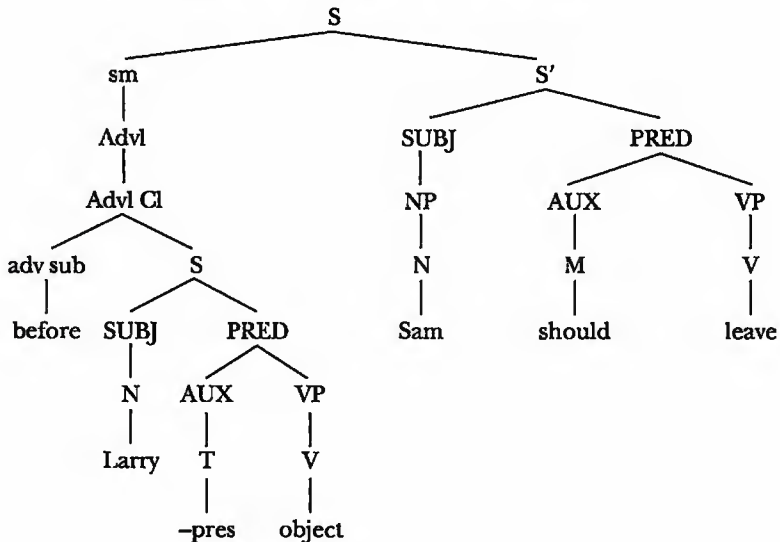 S
sm S′
Advl SUBJ PRED
Advl Cl NP AUX VP
adv sub S N M V
before SUBJ PRED Sam should leave
N AUX VP
Larry T V
–pres object